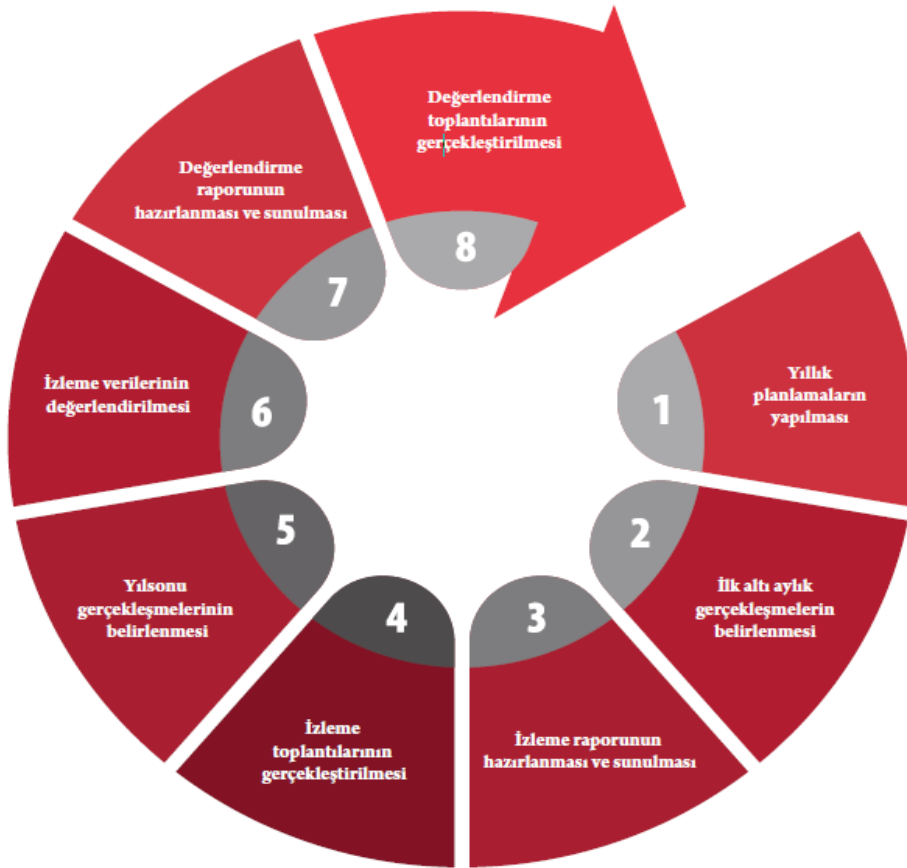 1
Yıllık
planlamaların
yapılması
2
İlk altı aylık
gerçekleşmelerin
belirlenmesi
3
İzleme raporunun
hazırlanması ve sunulması
4
İzleme
toplantılarının
gerçekleştirilmesi
5
Yılsonu
gerçekleşmelerinin
belirlenmesi
6
İzleme verilerinin
değerlendirilmesi
7
Değerlendirme
raporunun
hazırlanması ve sunulması
8
Değerlendirme
toplantılarının
gerçekleştirilmesi